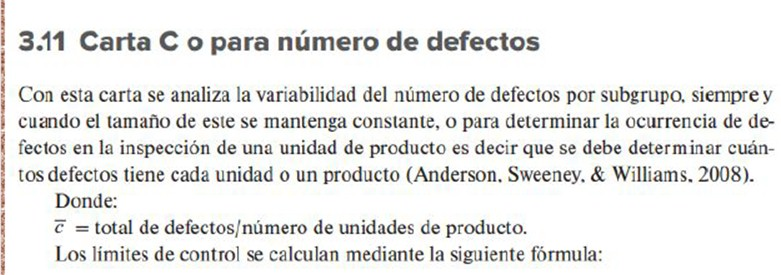 3.11 Carta C o para número de defectos
Con esta carta se analiza la variabilidad del número de defectos por subgrupo, siempre y
cuando el tamaño de este se mantenga constante, o para determinar la ocurrencia de de-
fectos en la inspección de una unidad de producto es decir que se debe determinar cuán-
tos defectos tiene cada unidad o un producto (Anderson, Sweeney, & Williams, 2008).
Donde:
c̅ = total de defectos/número de unidades de producto.
Los límites de control se calculan mediante la siguiente fórmula: